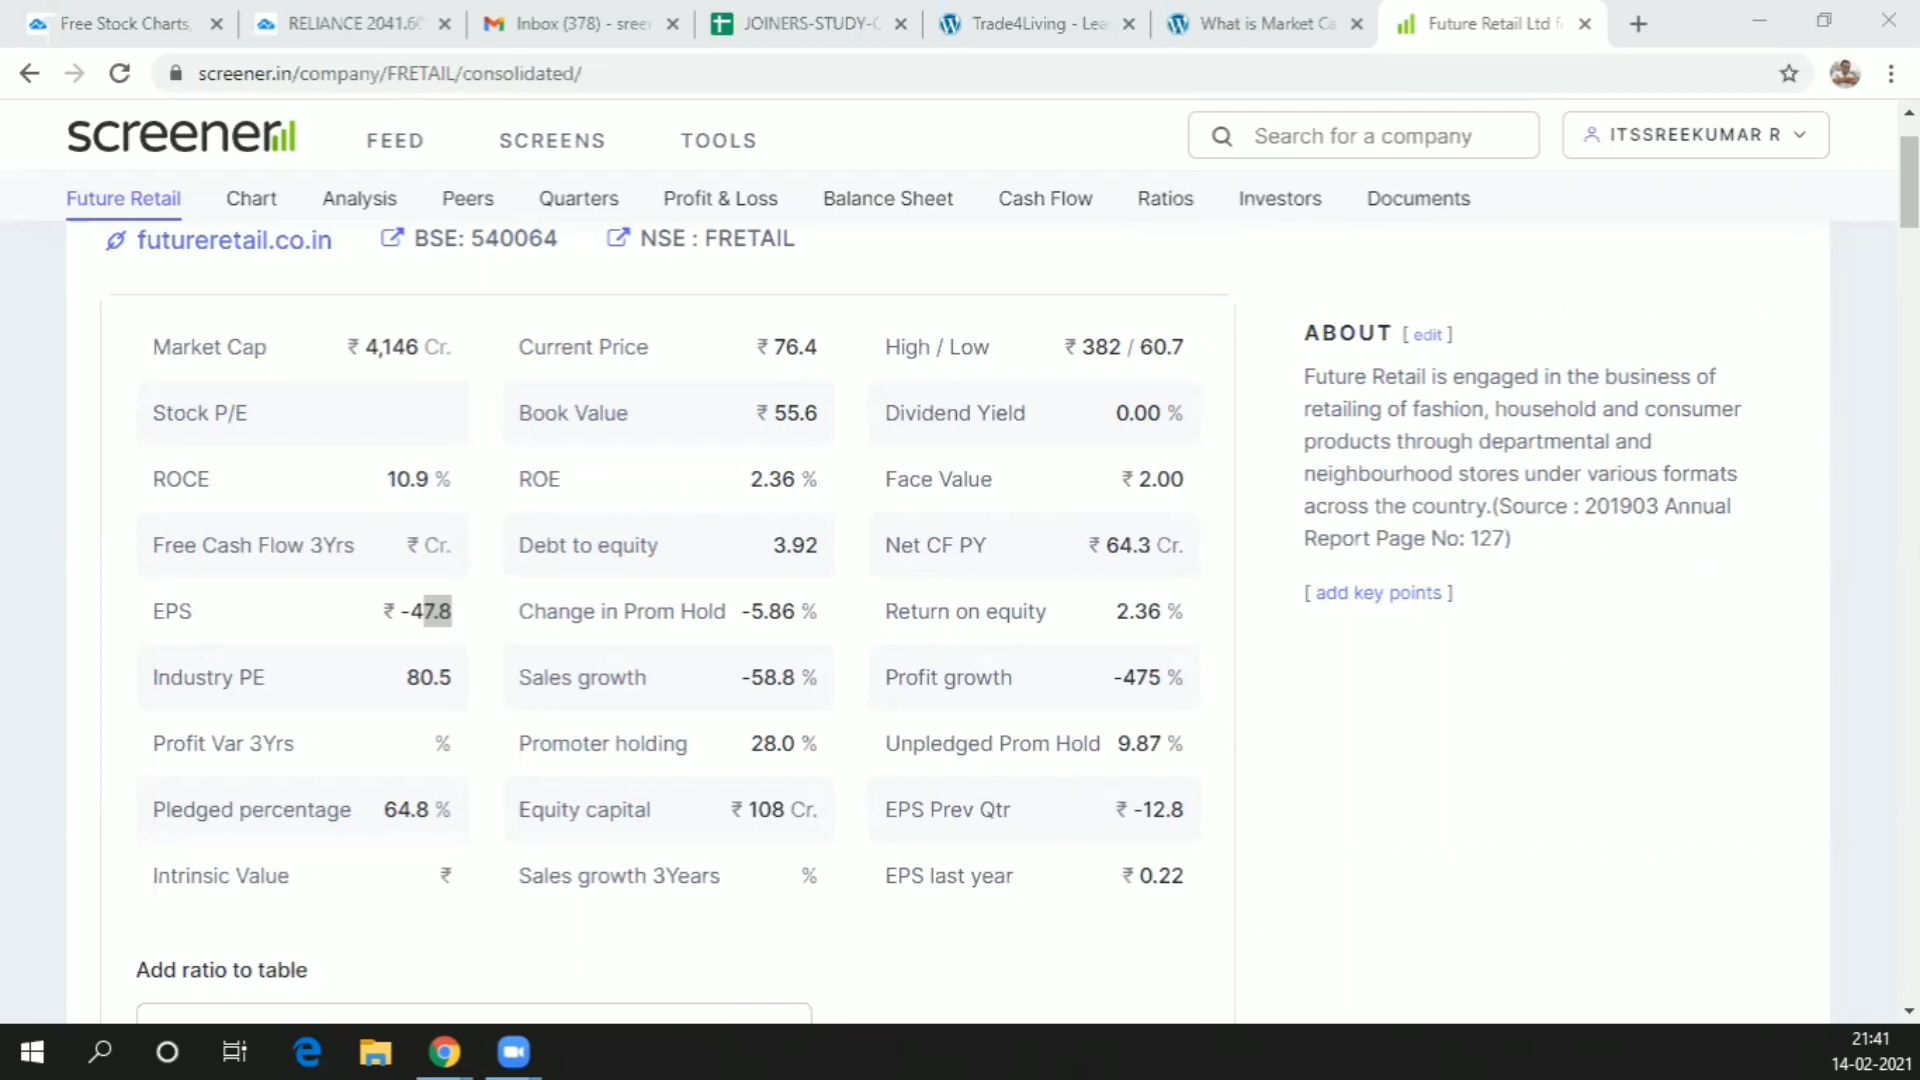 Free Stock Charts,
RELIANCE 2041.60
Inbox (378) - sree
JOINERS-STUDY-C
Trade4Living - Lea
What is Market Ca
Future Retail Ltd f
screener.in/company/FRETAIL/consolidated/
screener
FEED
SCREENS
TOOLS
Search for a company
ITSSREEKUMAR R
Future Retail
Chart
Analysis
Peers
Quarters
Profit & Loss
Balance Sheet
Cash Flow
Ratios
Investors
Documents
futureretail.co.in
BSE: 540064
NSE : FRETAIL
Market Cap ₹ 4,146 Cr.
Current Price ₹ 76.4
High / Low ₹ 382 / 60.7
Stock P/E
Book Value ₹ 55.6
Dividend Yield 0.00 %
ROCE 10.9 %
ROE 2.36 %
Face Value ₹ 2.00
Free Cash Flow 3Yrs ₹ Cr.
Debt to equity 3.92
Net CF PY ₹ 64.3 Cr.
EPS ₹ -47.8
Change in Prom Hold -5.86 %
Return on equity 2.36 %
Industry PE 80.5
Sales growth -58.8 %
Profit growth -475 %
Profit Var 3Yrs %
Promoter holding 28.0 %
Unpledged Prom Hold 9.87 %
Pledged percentage 64.8 %
Equity capital ₹ 108 Cr.
EPS Prev Qtr ₹ -12.8
Intrinsic Value ₹
Sales growth 3Years %
EPS last year ₹ 0.22
Add ratio to table
ABOUT [ edit ]
Future Retail is engaged in the business of
retailing of fashion, household and consumer
products through departmental and
neighbourhood stores under various formats
across the country.(Source : 201903 Annual
Report Page No: 127)
[ add key points ]
21:41
14-02-2021